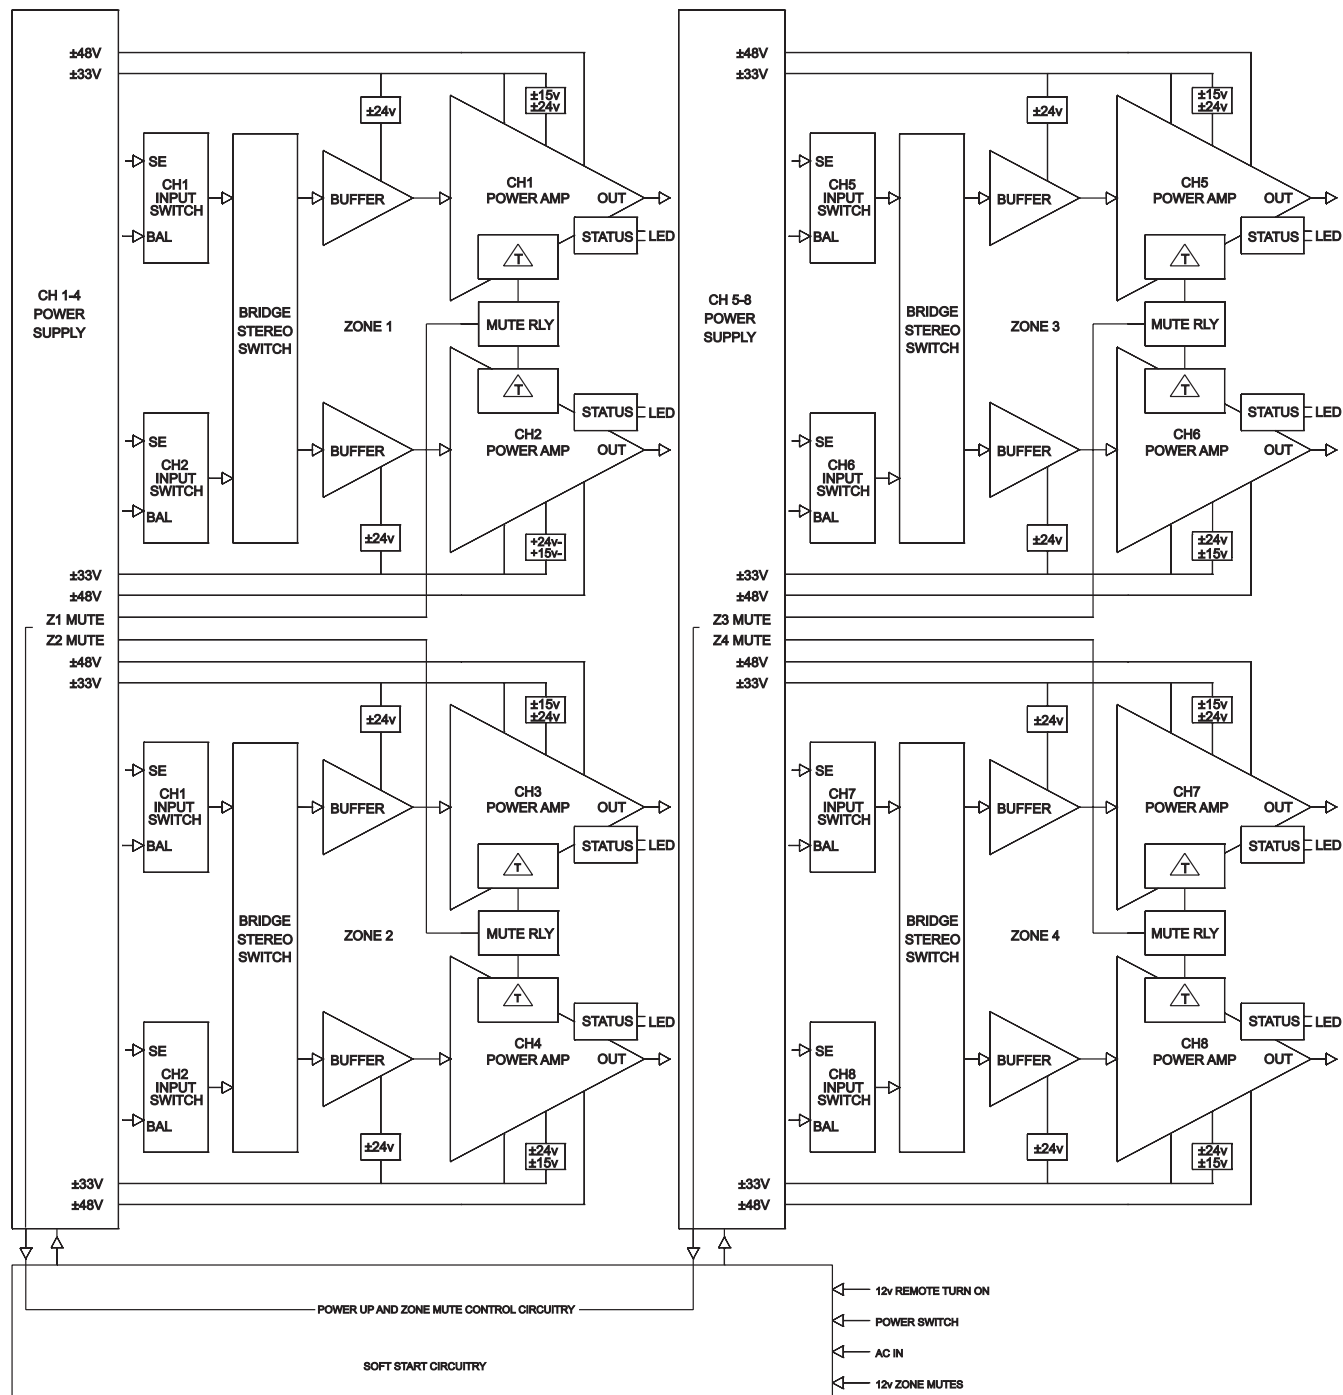 ±48V
±33V
±24v
±15v
±24v
SE
CH1
INPUT
SWITCH
BAL
BUFFER
CH1
POWER AMP
OUT
STATUS
LED
T
CH 1-4
POWER
SUPPLY
BRIDGE
STEREO
SWITCH
ZONE 1
MUTE RLY
T
STATUS
LED
SE
CH2
INPUT
SWITCH
BAL
BUFFER
CH2
POWER AMP
OUT
±24v
+24v-
+15v-
±33V
±48V
Z1 MUTE
Z2 MUTE
±48V
±33V
±24v
±15v
±24v
SE
CH1
INPUT
SWITCH
BAL
BUFFER
CH3
POWER AMP
OUT
STATUS
LED
T
BRIDGE
STEREO
SWITCH
ZONE 2
MUTE RLY
T
STATUS
LED
SE
CH2
INPUT
SWITCH
BAL
BUFFER
CH4
POWER AMP
OUT
±24v
±24v
±15v
±33V
±48V
±48V
±33V
±24v
±15v
±24v
SE
CH5
INPUT
SWITCH
BAL
BUFFER
CH5
POWER AMP
OUT
STATUS
LED
T
CH 5-8
POWER
SUPPLY
BRIDGE
STEREO
SWITCH
ZONE 3
MUTE RLY
T
STATUS
LED
SE
CH6
INPUT
SWITCH
BAL
BUFFER
CH6
POWER AMP
OUT
±24v
±24v
±15v
±33V
±48V
Z3 MUTE
Z4 MUTE
±48V
±33V
±24v
±15v
±24v
SE
CH7
INPUT
SWITCH
BAL
BUFFER
CH7
POWER AMP
OUT
STATUS
LED
T
BRIDGE
STEREO
SWITCH
ZONE 4
MUTE RLY
T
STATUS
LED
SE
CH8
INPUT
SWITCH
BAL
BUFFER
CH8
POWER AMP
OUT
±24v
±24v
±15v
±33V
±48V
POWER UP AND ZONE MUTE CONTROL CIRCUITRY
SOFT START CIRCUITRY
12v REMOTE TURN ON
POWER SWITCH
AC IN
12v ZONE MUTES